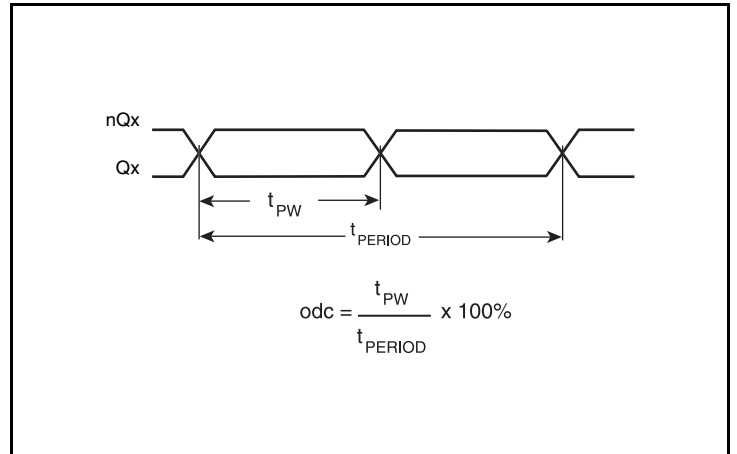 nQx
Qx
tPW
tPERIOD
odc = tPW / tPERIOD x 100%